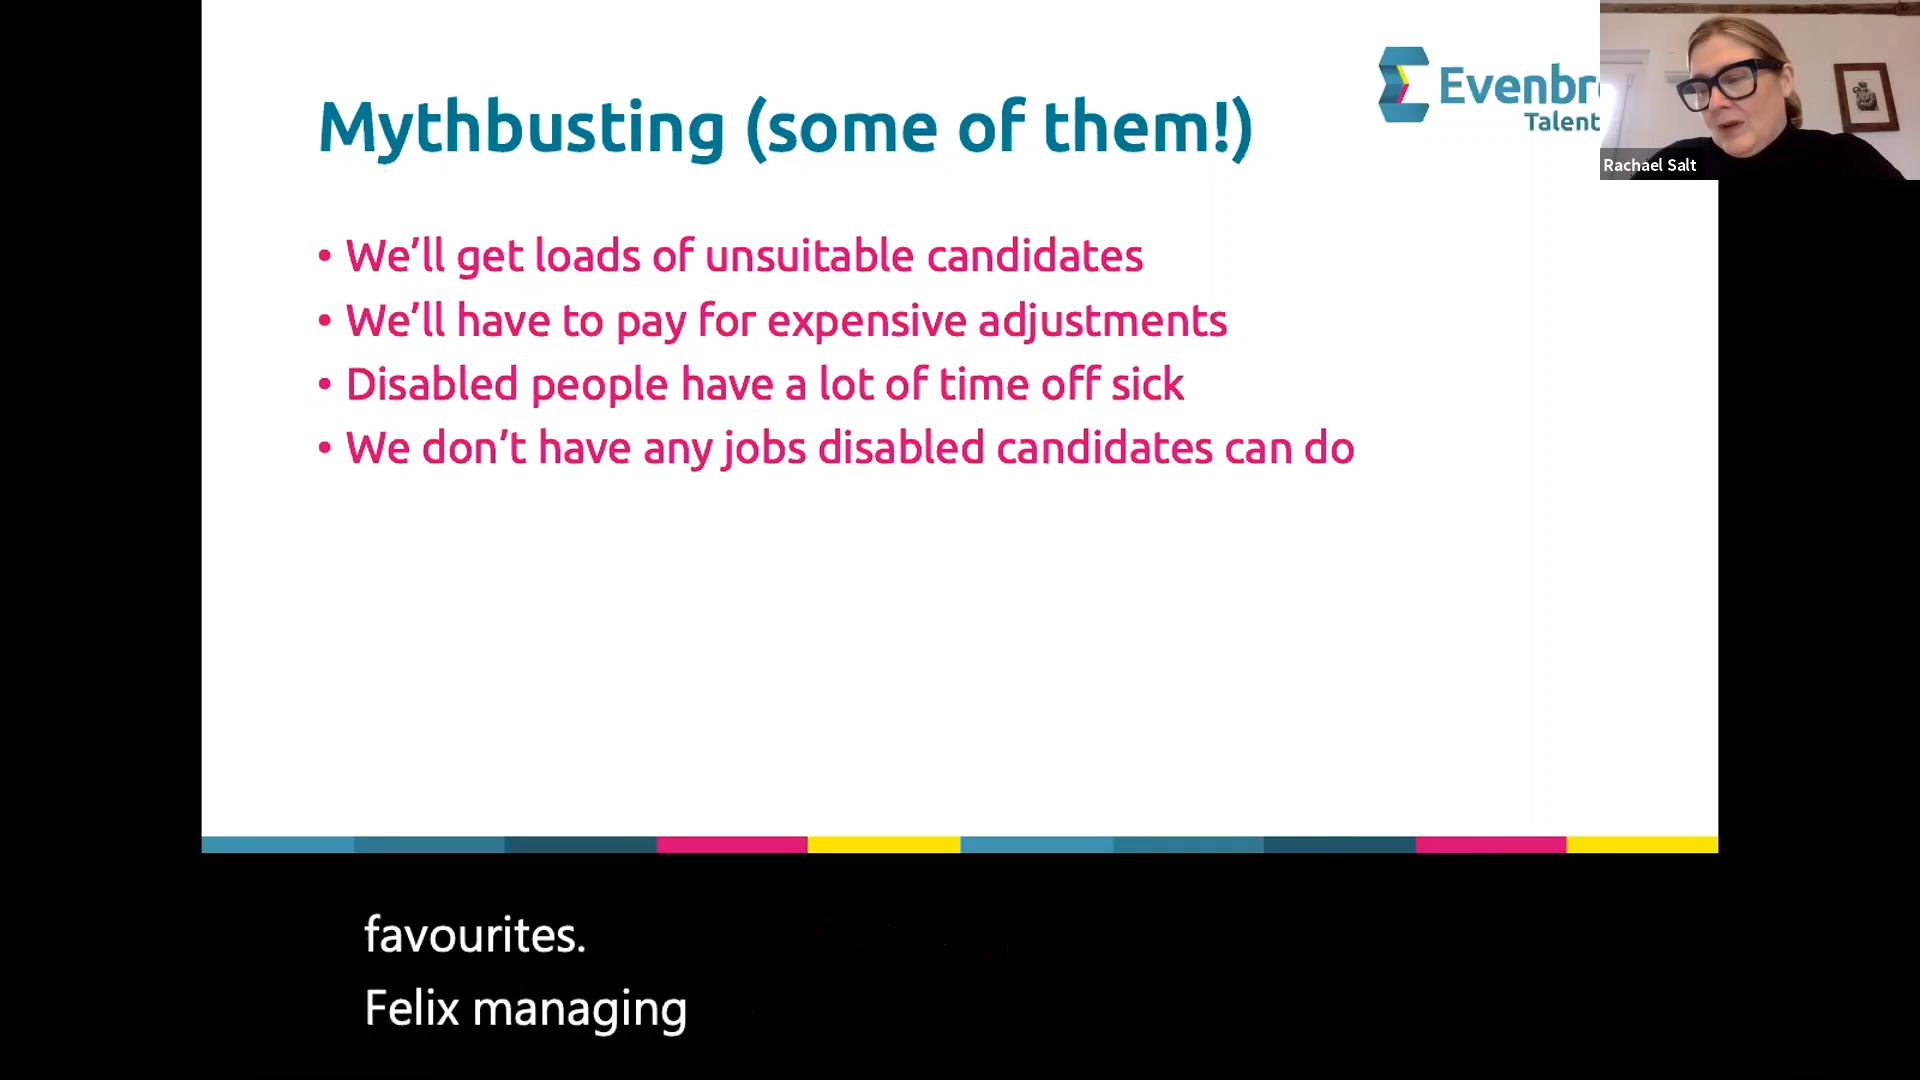 Mythbusting (some of them!)
Talent
Rachael Salt
• We'll get loads of unsuitable candidates
• We'll have to pay for expensive adjustments
• Disabled people have a lot of time off sick
• We don't have any jobs disabled candidates can do
favourites.
Felix managing